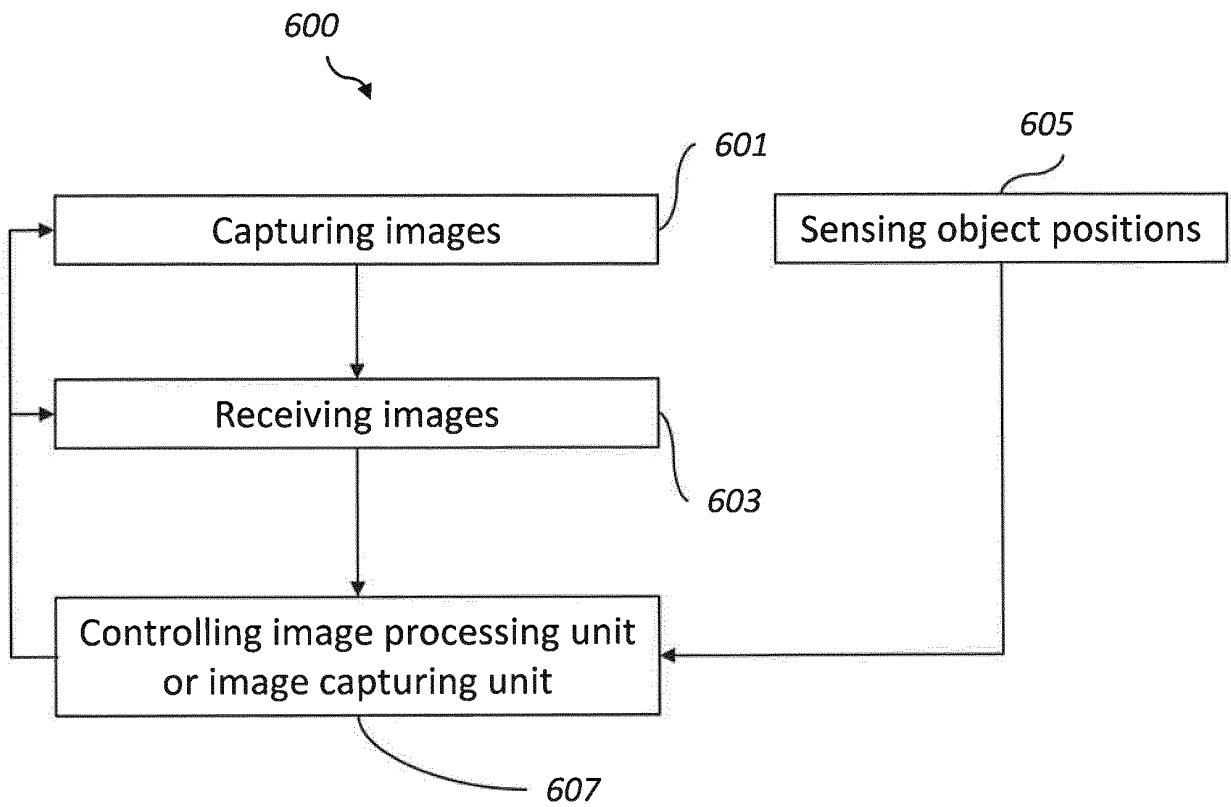 600
605
601
Capturing images
Sensing object positions
Receiving images
603
Controlling image processing unit
or image capturing unit
607